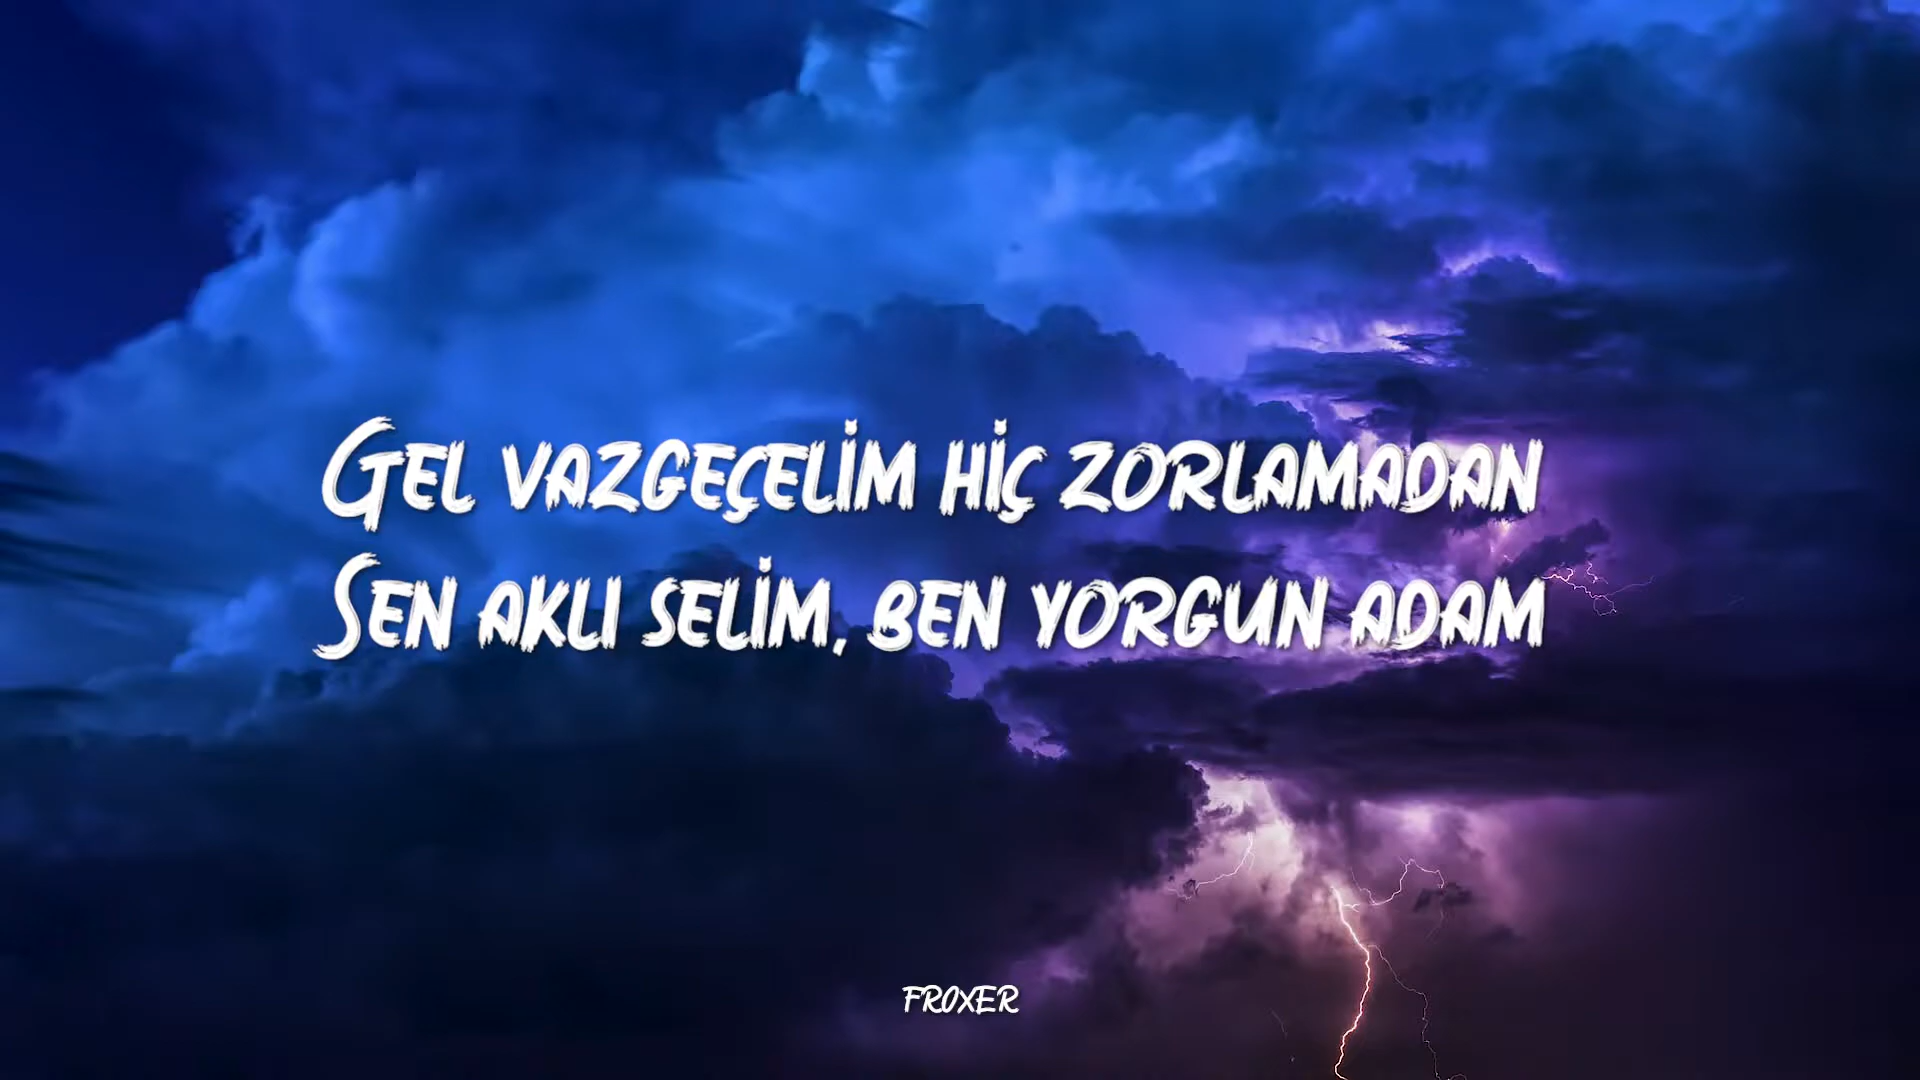 Gel vazgeçelim hiç zorlamadan
Sen aklı selim, ben yorgun adam
FROXER